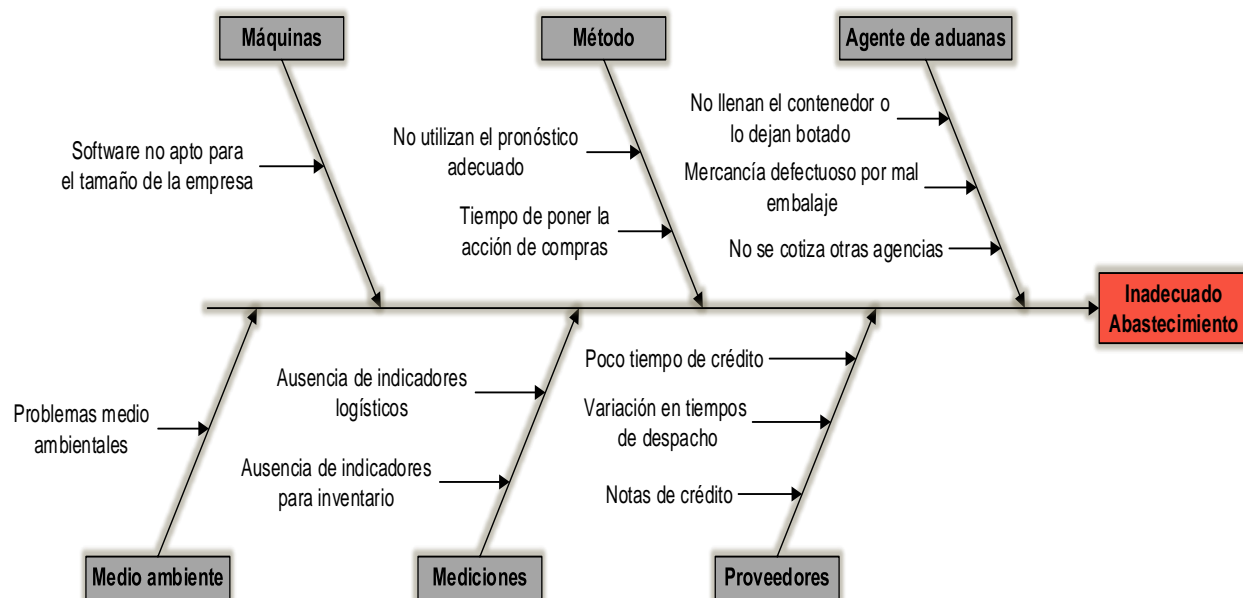 Máquinas
Método
Agente de aduanas
Software no apto para
el tamaño de la empresa
No utilizan el pronóstico
adecuado
Tiempo de poner la
acción de compras
No llenan el contenedor o
lo dejan botado
Mercancía defectuoso por mal
embalaje
No se cotiza otras agencias
Inadecuado
Abastecimiento
Problemas medio
ambientales
Ausencia de indicadores
logísticos
Ausencia de indicadores
para inventario
Poco tiempo de crédito
Variación en tiempos
de despacho
Notas de crédito
Medio ambiente
Mediciones
Proveedores